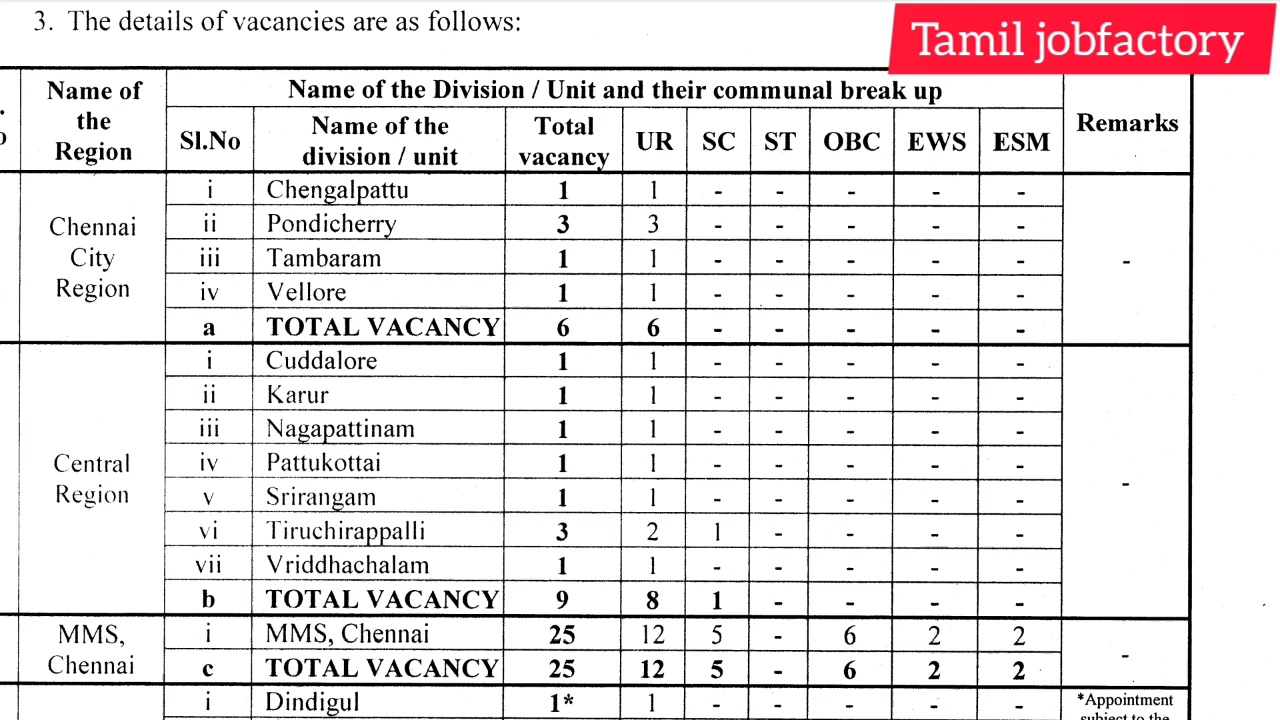 3. The details of vacancies are as follows:
Tamil jobfactory
Name of the Region | Name of the Division / Unit and their communal break up | Remarks
Sl.No | Name of the division / unit | Total vacancy | UR | SC | ST | OBC | EWS | ESM
Chennai City Region | i | Chengalpattu | 1 | 1 | - | - | - | - | - | -
ii | Pondicherry | 3 | 3 | - | - | - | - | -
iii | Tambaram | 1 | 1 | - | - | - | - | -
iv | Vellore | 1 | 1 | - | - | - | - | -
a | TOTAL VACANCY | 6 | 6 | - | - | - | - | -
Central Region | i | Cuddalore | 1 | 1 | - | - | - | - | - | -
ii | Karur | 1 | 1 | - | - | - | - | -
iii | Nagapattinam | 1 | 1 | - | - | - | - | -
iv | Pattukottai | 1 | 1 | - | - | - | - | -
v | Srirangam | 1 | 1 | - | - | - | - | -
vi | Tiruchirappalli | 3 | 2 | 1 | - | - | - | -
vii | Vriddhachalam | 1 | 1 | - | - | - | - | -
b | TOTAL VACANCY | 9 | 8 | 1 | - | - | - | -
MMS, Chennai | i | MMS, Chennai | 25 | 12 | 5 | - | 6 | 2 | 2 | -
c | TOTAL VACANCY | 25 | 12 | 5 | - | 6 | 2 | 2
i | Dindigul | 1* | 1 | - | - | - | - | - | *Appointment
subject to the